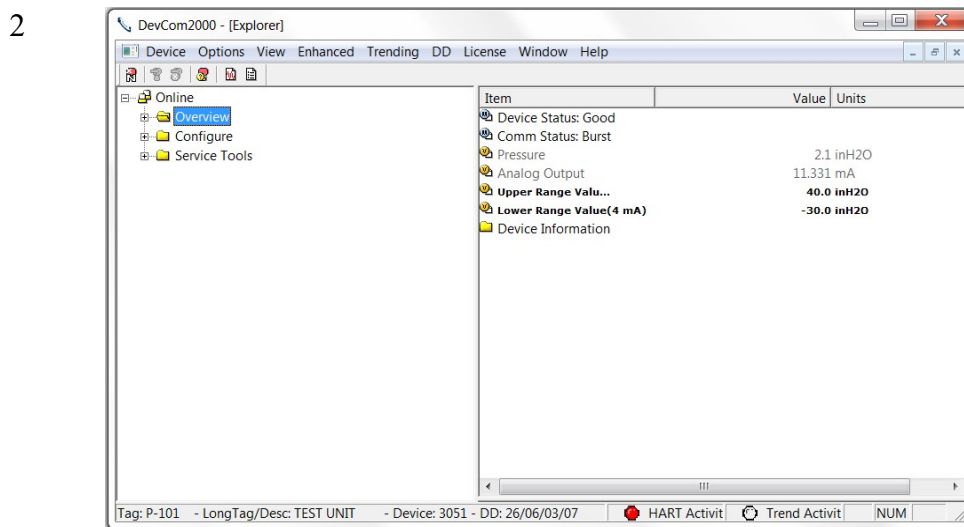 2
DevCom2000 - [Explorer]
Device Options View Enhanced Trending DD License Window Help
Online
Overview
Configure
Service Tools
Item Value Units
Device Status: Good
Comm Status: Burst
Pressure 2.1 inH2O
Analog Output 11.331 mA
Upper Range Valu... 40.0 inH2O
Lower Range Value(4 mA) -30.0 inH2O
Device Information
Tag: P-101 - LongTag/Desc: TEST UNIT - Device: 3051 - DD: 26/06/03/07 HART Activit Trend Activit NUM